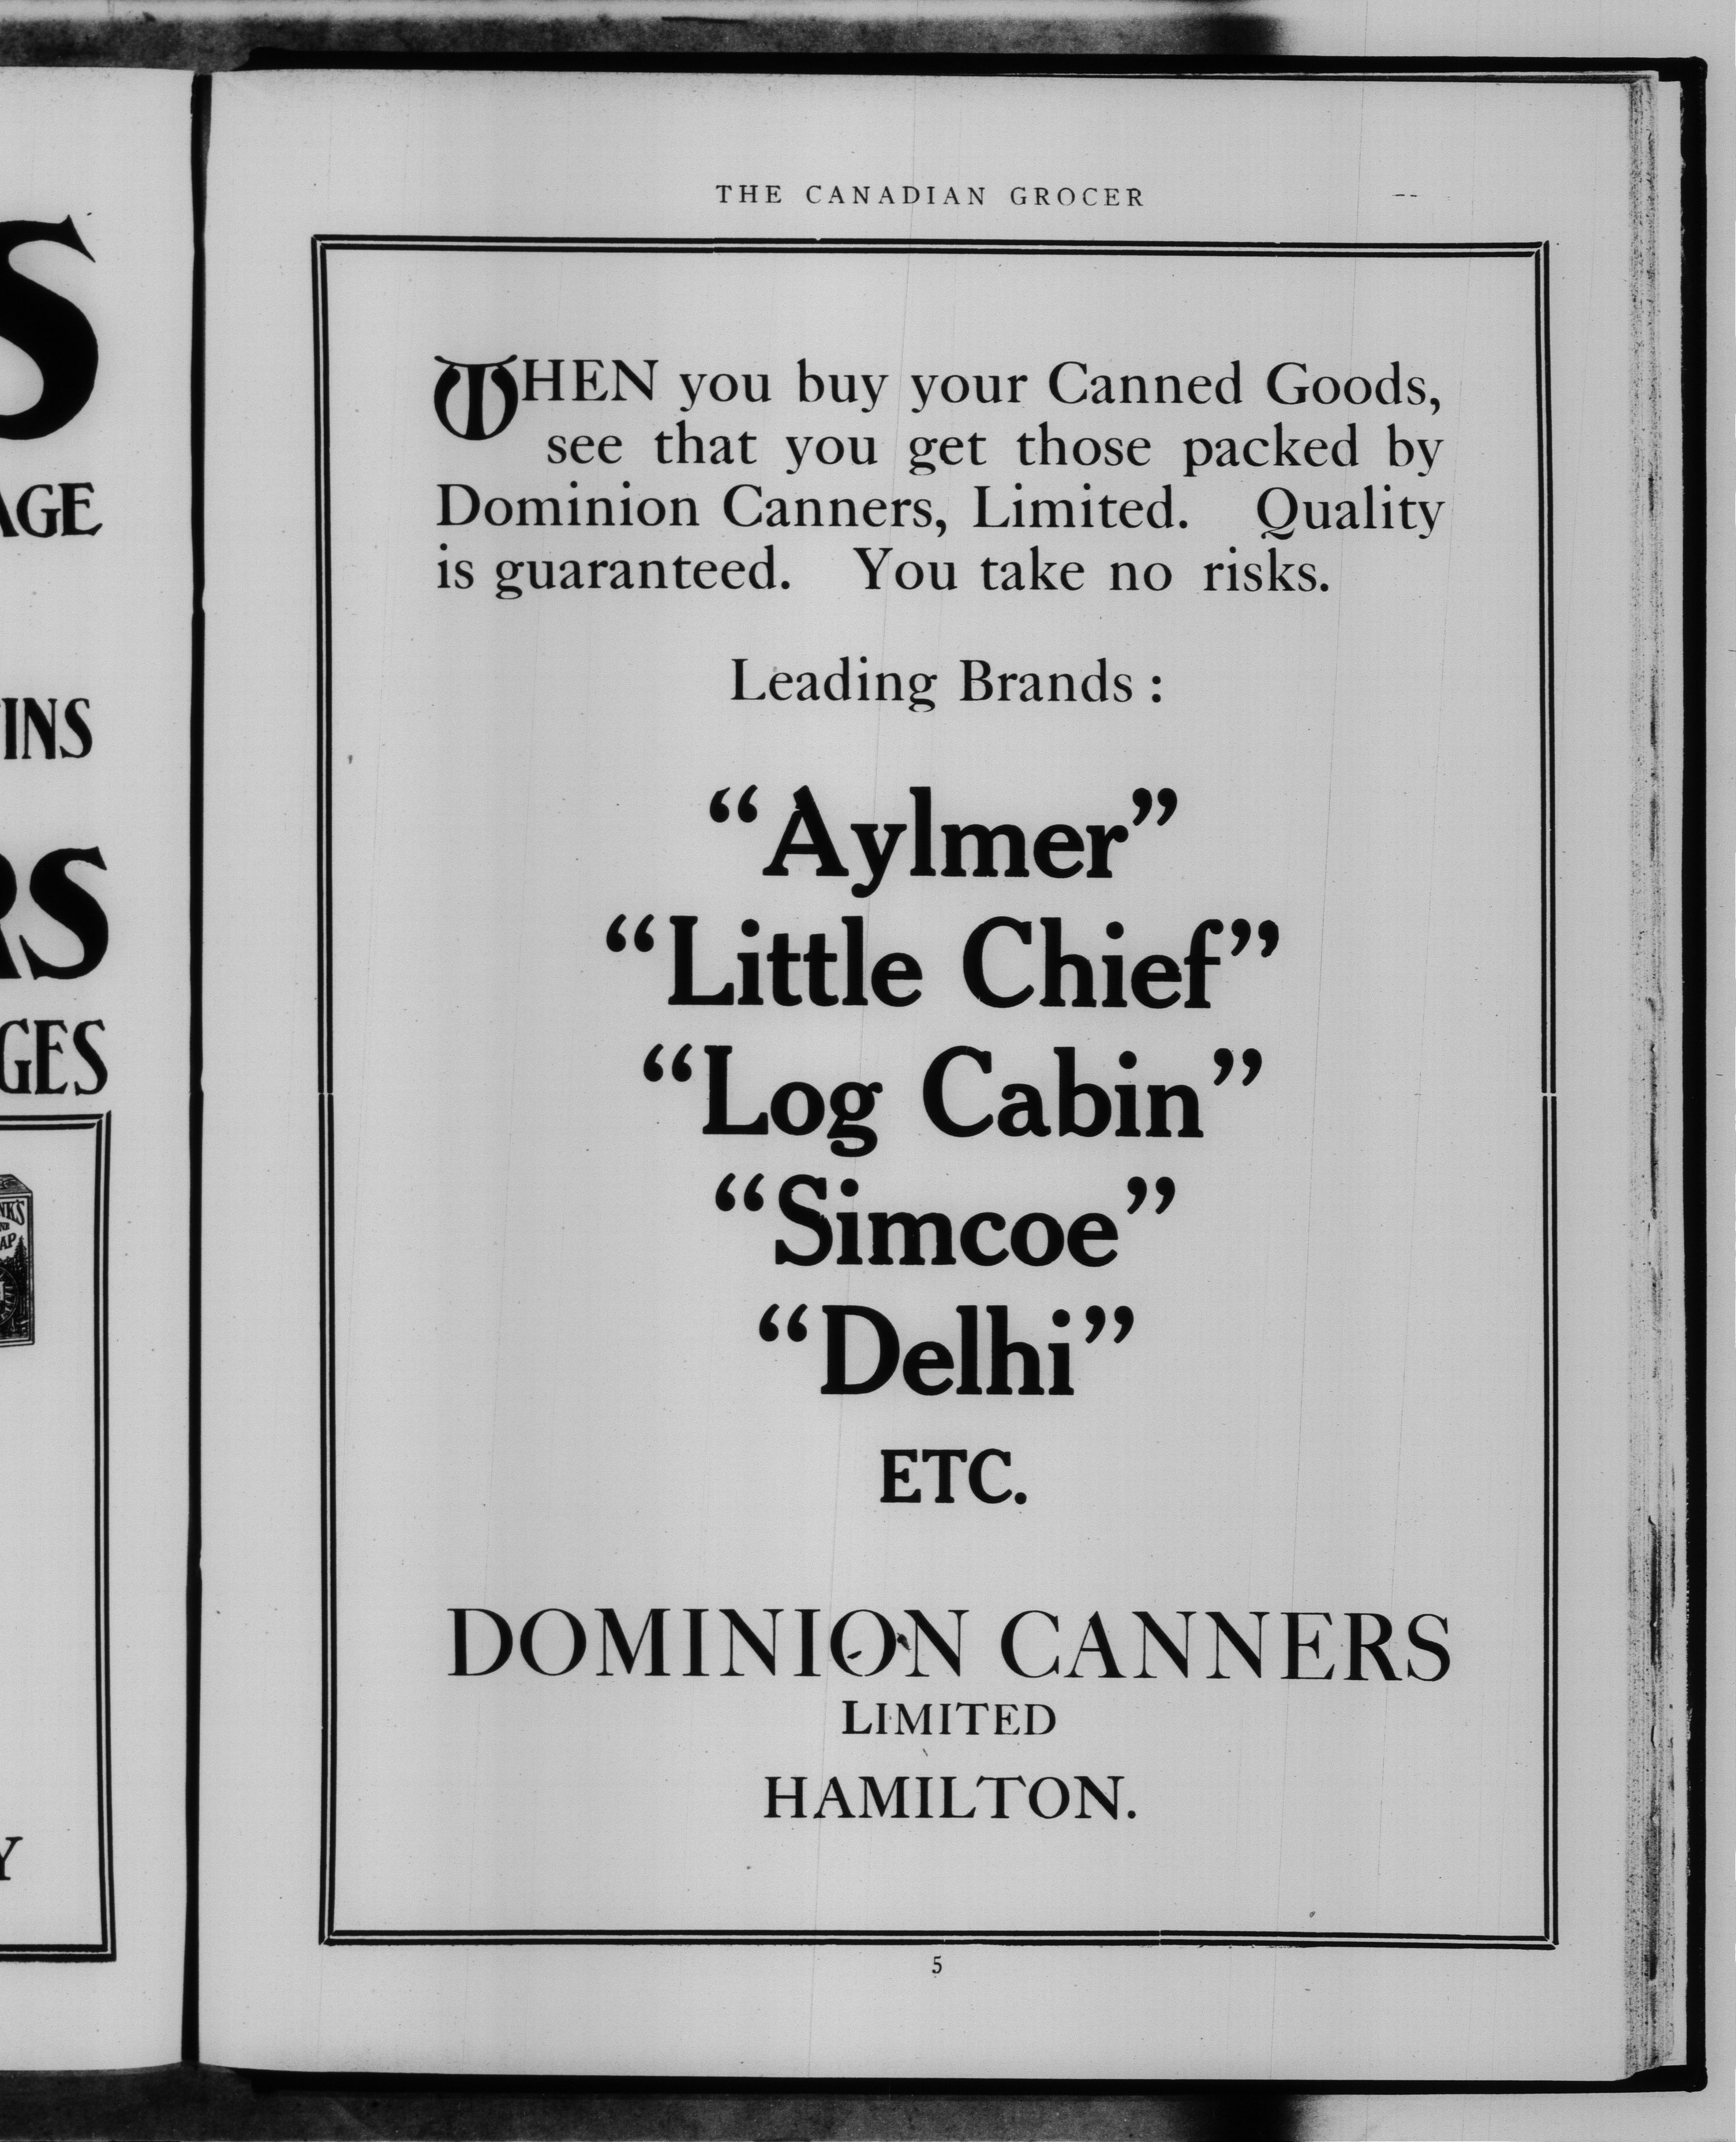 THE CANADIAN GROCER
WHEN you buy your Canned Goods,
see that you get those packed by
Dominion Canners, Limited. Quality
is guaranteed. You take no risks.
Leading Brands :
“Aylmer”
“Little Chief”
“Log Cabin”
“Simcoe”
“Delhi”
ETC.
DOMINION CANNERS
LIMITED
HAMILTON.
5